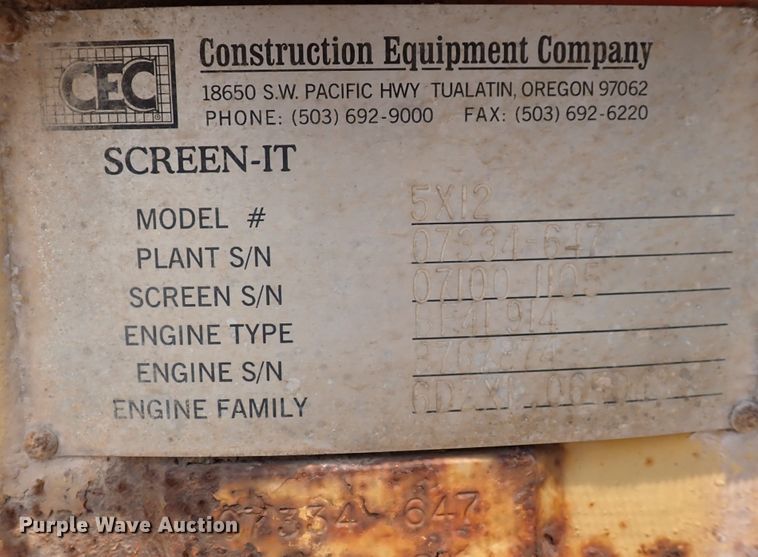 CEC
Construction Equipment Company
18650 S.W. PACIFIC HWY TUALATIN, OREGON 97062
PHONE: (503) 692-9000 FAX: (503) 692-6220
SCREEN-IT
MODEL # 5X12
PLANT S/N 07334-647
SCREEN S/N 07100-1105
ENGINE TYPE
ENGINE S/N
ENGINE FAMILY
07334-647
Purple Wave Auction